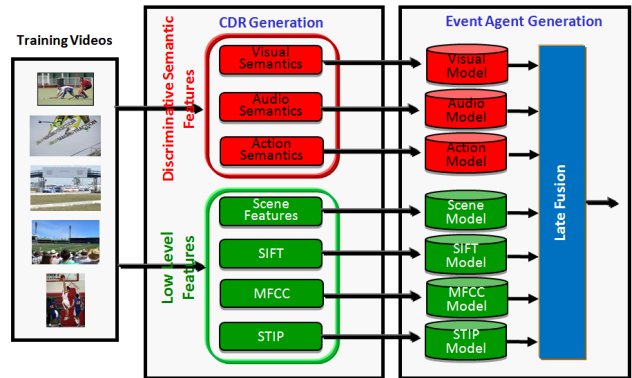 Training Videos
CDR Generation
Event Agent Generation
Discriminative Semantic
Features
Visual
Semantics
Audio
Semantics
Action
Semantics
Low Level
Features
Scene
Features
SIFT
MFCC
STIP
Visual
Model
Audio
Model
Action
Model
Scene
Model
SIFT
Model
MFCC
Model
STIP
Model
Late Fusion